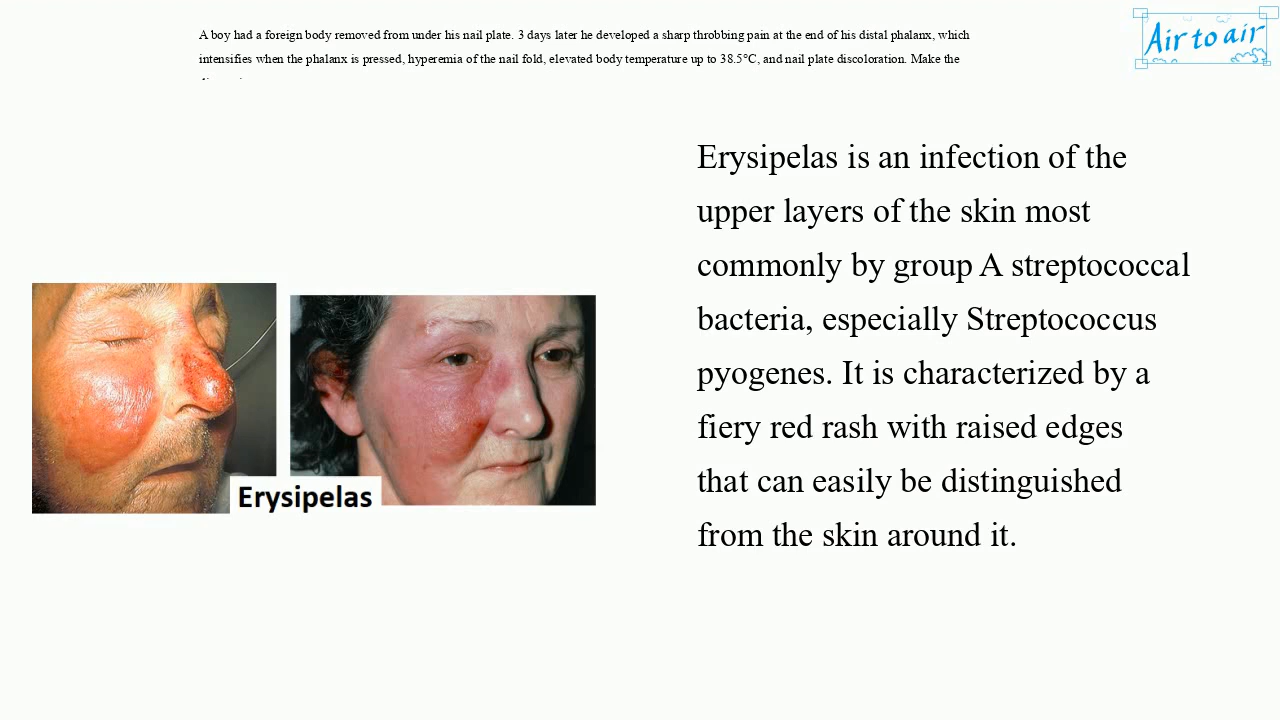 A boy had a foreign body removed from under his nail plate. 3 days later he developed a sharp throbbing pain at the end of his distal phalanx, which
intensifies when the phalanx is pressed, hyperemia of the nail fold, elevated body temperature up to 38.5°C, and nail plate discoloration. Make the
Air to air
Erysipelas is an infection of the
upper layers of the skin most
commonly by group A streptococcal
bacteria, especially Streptococcus
pyogenes. It is characterized by a
fiery red rash with raised edges
that can easily be distinguished
from the skin around it.
Erysipelas